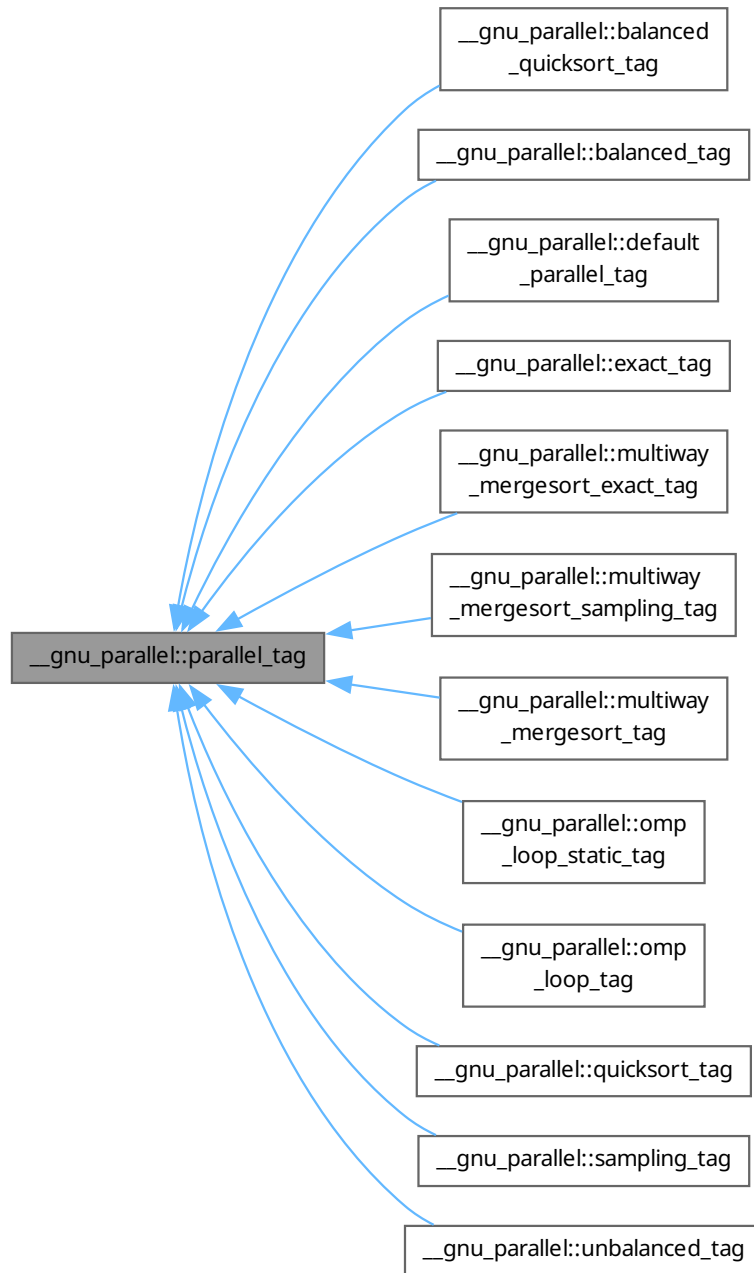 __gnu_parallel::balanced
_quicksort_tag
__gnu_parallel::balanced_tag
__gnu_parallel::default
_parallel_tag
__gnu_parallel::exact_tag
__gnu_parallel::multiway
_mergesort_exact_tag
__gnu_parallel::multiway
_mergesort_sampling_tag
__gnu_parallel::parallel_tag
__gnu_parallel::multiway
_mergesort_tag
__gnu_parallel::omp
_loop_static_tag
__gnu_parallel::omp
_loop_tag
__gnu_parallel::quicksort_tag
__gnu_parallel::sampling_tag
__gnu_parallel::unbalanced_tag